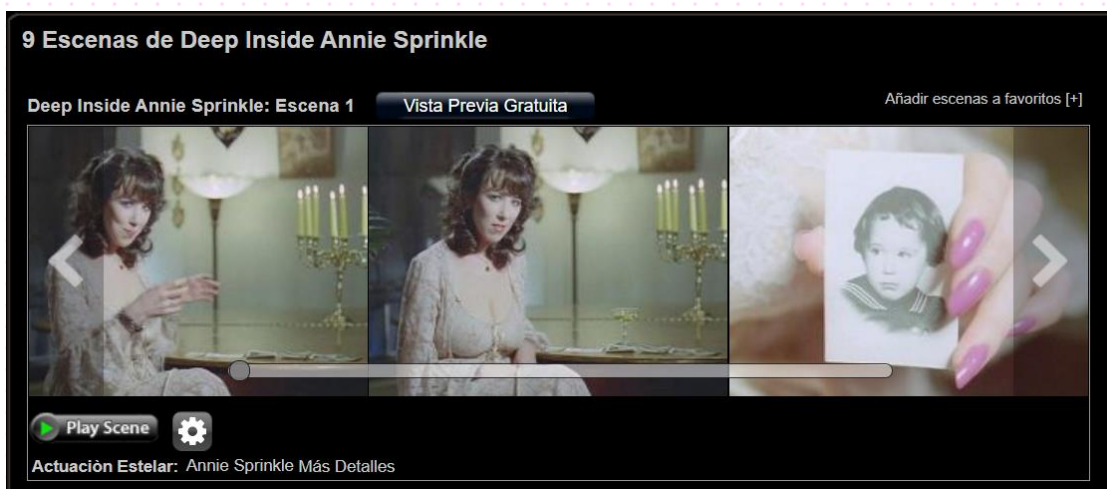 9 Escenas de Deep Inside Annie Sprinkle
Deep Inside Annie Sprinkle: Escena 1 Vista Previa Gratuita Añadir escenas a favoritos [+]
Play Scene
Actuaciòn Estelar: Annie Sprinkle Más Detalles